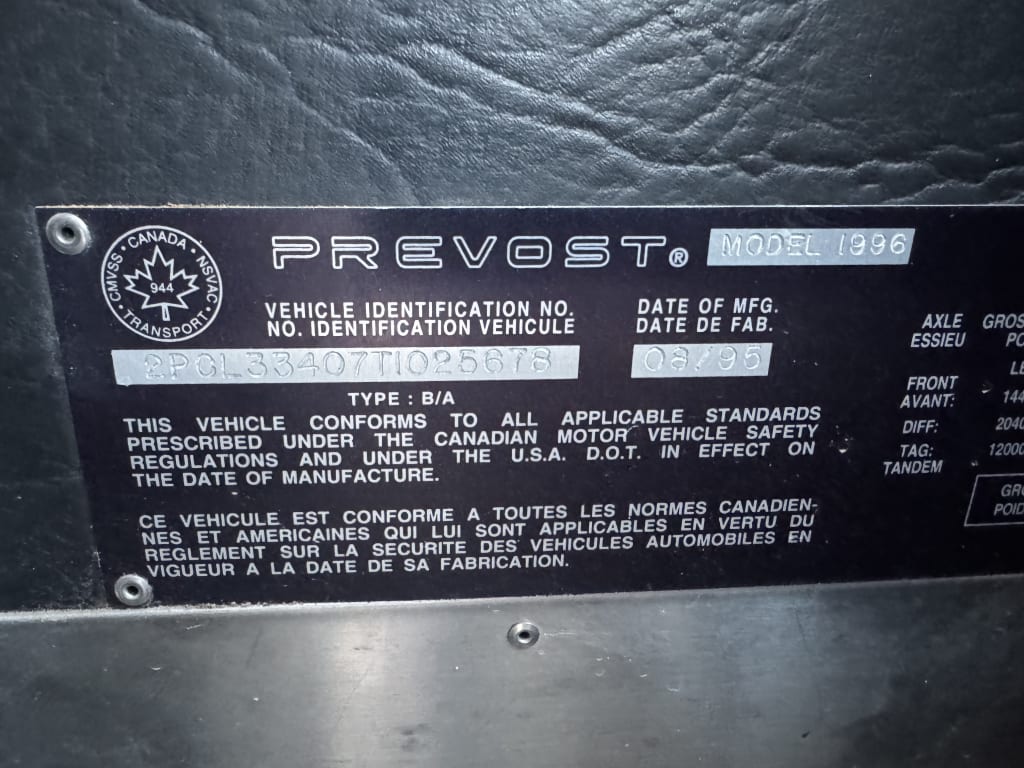 CANADA · NSVAC · TRANSPORT · CMVSS ·
944
PREVOST®
MODEL 1996
VEHICLE IDENTIFICATION NO.
NO. IDENTIFICATION VEHICULE
2PCL33407T1025678
DATE OF MFG.
DATE DE FAB.
08/95
TYPE : B/A
THIS VEHICLE CONFORMS TO ALL APPLICABLE STANDARDS
PRESCRIBED UNDER THE CANADIAN MOTOR VEHICLE SAFETY
REGULATIONS AND UNDER THE U.S.A. D.O.T. IN EFFECT ON
THE DATE OF MANUFACTURE.
CE VEHICULE EST CONFORME A TOUTES LES NORMES CANADIEN-
NES ET AMERICAINES QUI LUI SONT APPLICABLES EN VERTU DU
REGLEMENT SUR LA SECURITE DES VEHICULES AUTOMOBILES EN
VIGUEUR A LA DATE DE SA FABRICATION.
AXLE
ESSIEU
FRONT
AVANT:
DIFF:
TAG:
TANDEM